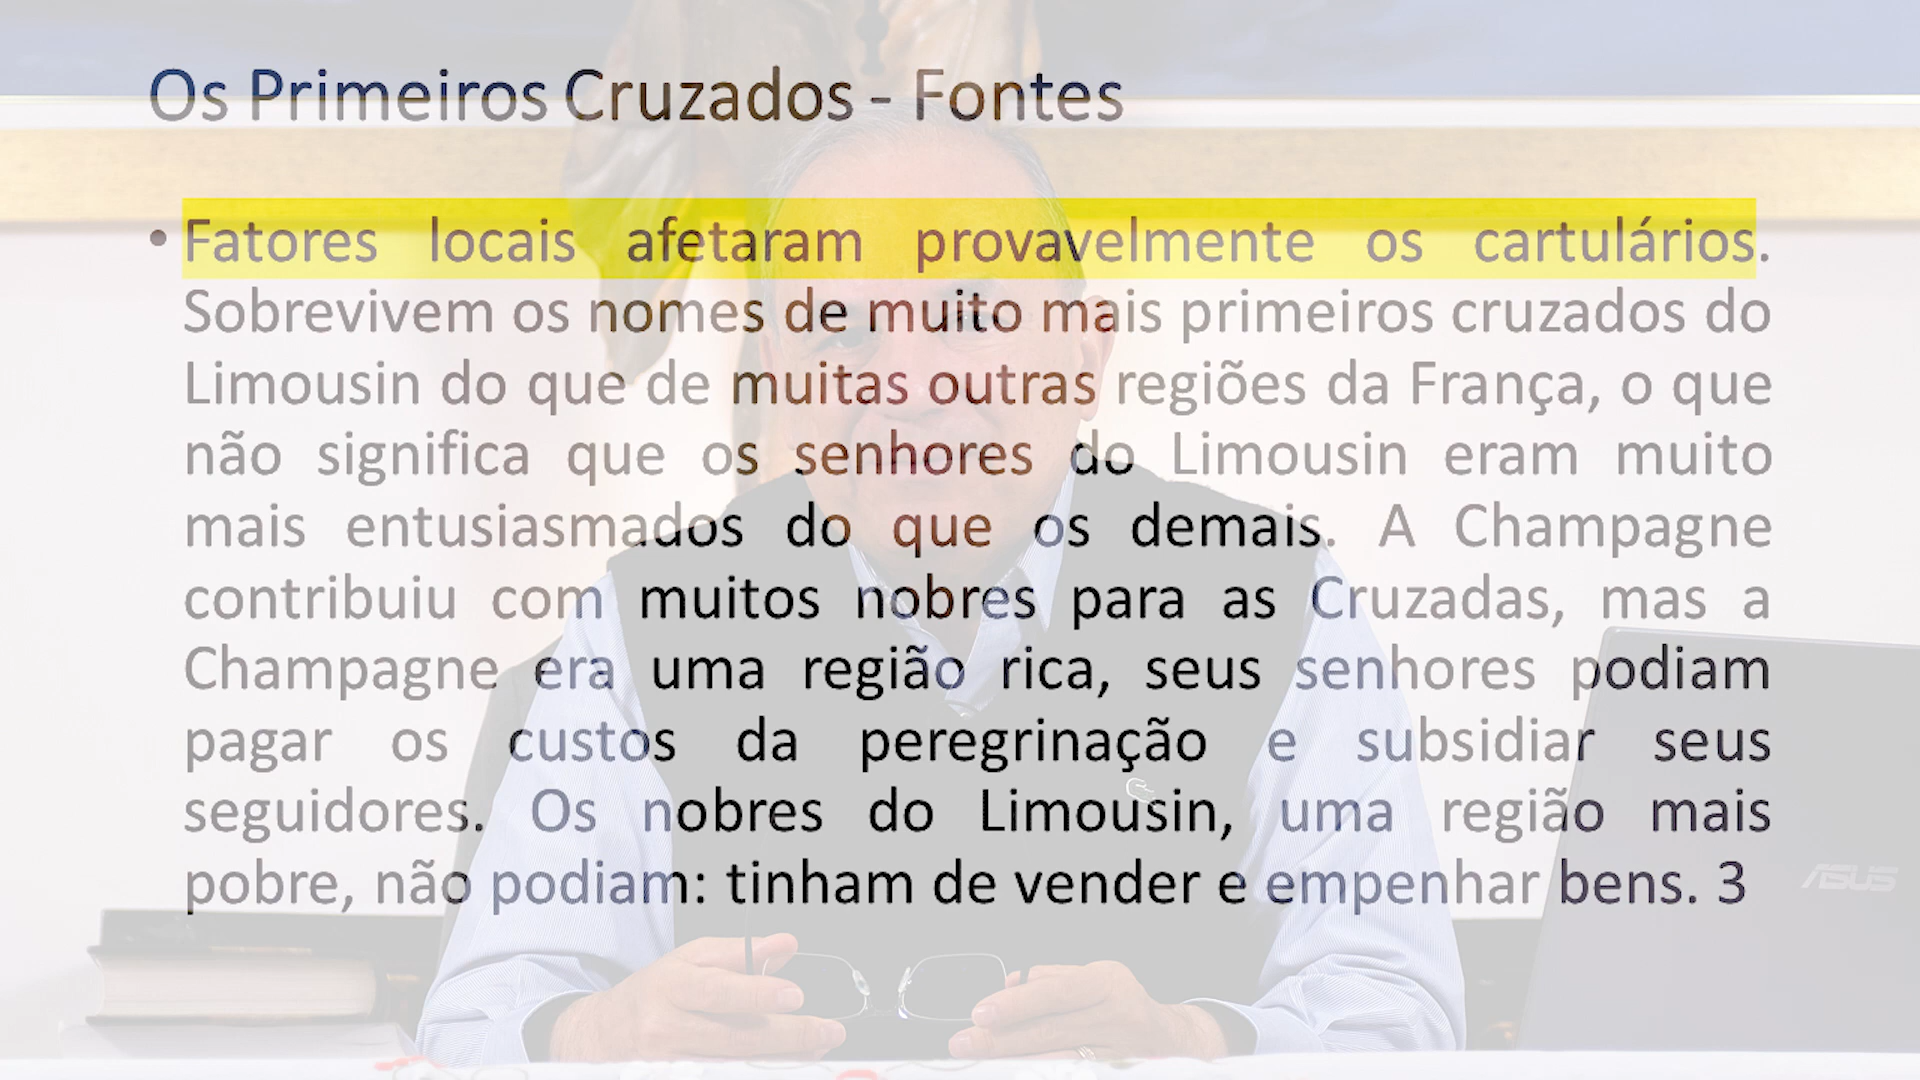 Os Primeiros Cruzados - Fontes
• Fatores locais afetaram provavelmente os cartulários.
Sobrevivem os nomes de muito mais primeiros cruzados do
Limousin do que de muitas outras regiões da França, o que
não significa que os senhores do Limousin eram muito
mais entusiasmados do que os demais. A Champagne
contribuiu com muitos nobres para as Cruzadas, mas a
Champagne era uma região rica, seus senhores podiam
pagar os custos da peregrinação e subsidiar seus
seguidores. Os nobres do Limousin, uma região mais
pobre, não podiam: tinham de vender e empenhar bens. 3
ASUS